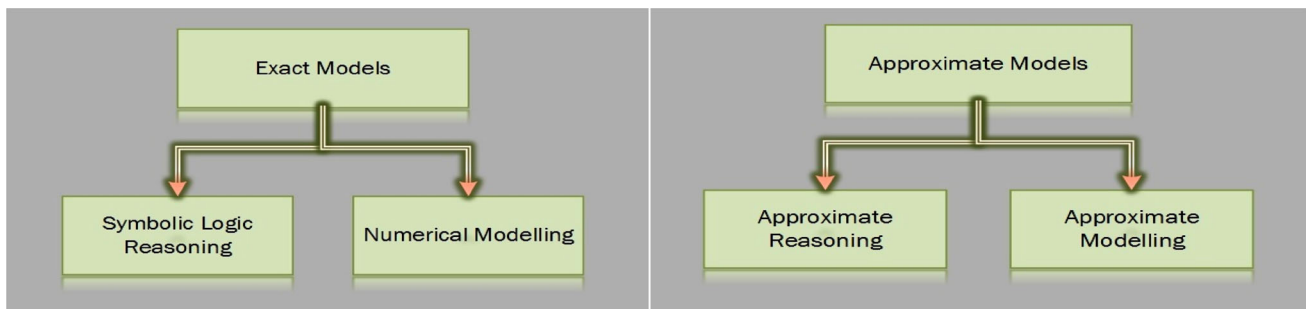 Exact Models
Symbolic Logic
Reasoning
Numerical Modelling
Approximate Models
Approximate
Reasoning
Approximate
Modelling